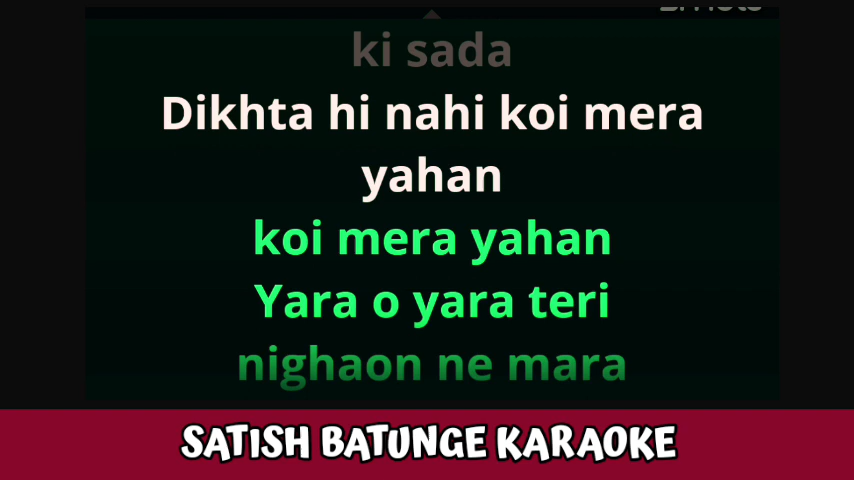 ki sada
Dikhta hi nahi koi mera
yahan
koi mera yahan
Yara o yara teri
nighaon ne mara
SATISH BATUNGE KARAOKE